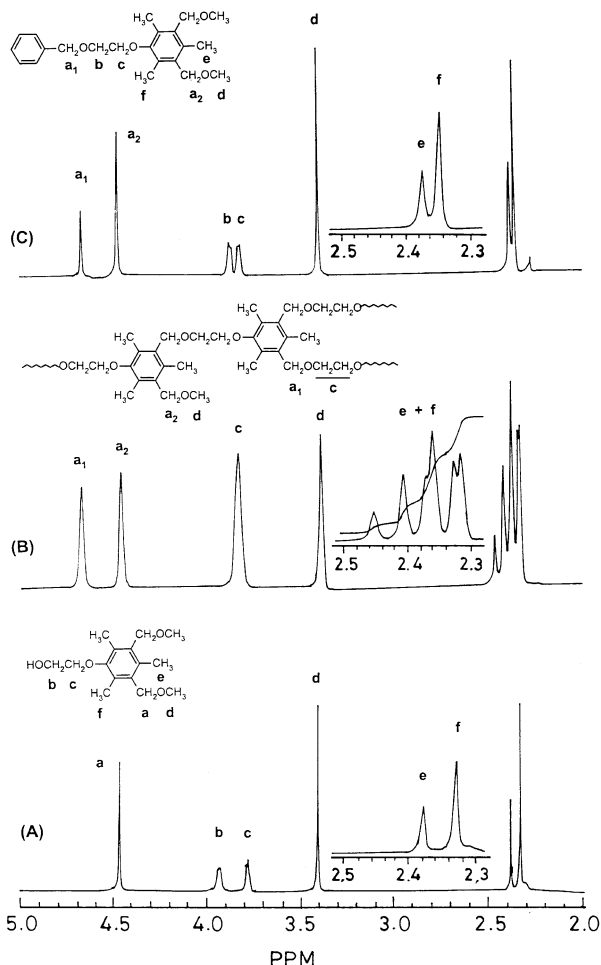 CH₂OCH₃
H₃C
d
CH₂OCH₂CH₂O
CH₃
a₁ b c
e
H₃C
CH₂OCH₃
f
a₂ d
f
a₂
e
a₁
b c
(C)
2.5 2.4 2.3
CH₂OCH₂CH₂O
H₃C
H₃C CH₂OCH₂CH₂O
CH₃
OCH₂CH₂O
CH₃
H₃C
CH₂OCH₂CH₂O
H₃C
CH₂OCH₃
a₁
c
a₂ d
d
e + f
c
a₁ a₂
(B)
2.5 2.4 2.3
H₃C
CH₂OCH₃
HOCH₂CH₂O
CH₃
b c
e
H₃C
CH₂OCH₃
d
f a d
f
a
e
b c
(A)
2,5 2.4 2,3
5.0 4.5 4.0 3.5 3.0 2.5 2.0
PPM